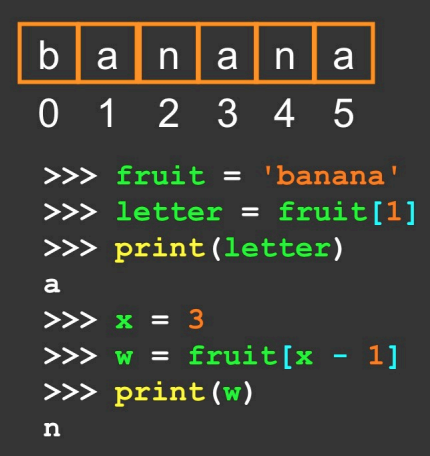 b a n a n a
0 1 2 3 4 5
>>> fruit = 'banana'
>>> letter = fruit[1]
>>> print(letter)
a
>>> x = 3
>>> w = fruit[x - 1]
>>> print(w)
n